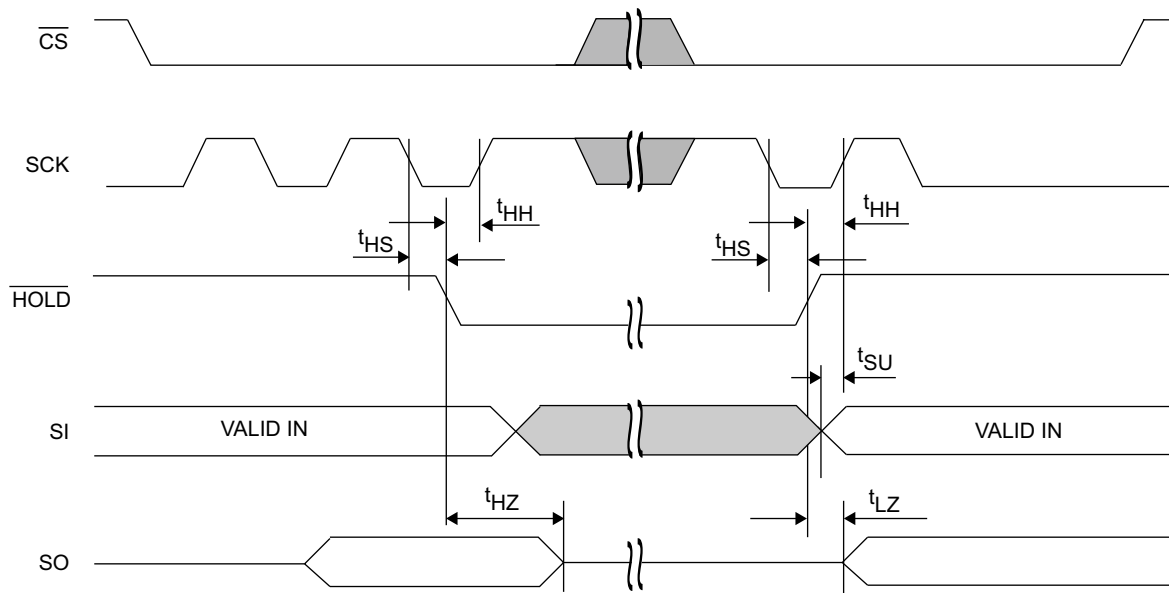 CS
SCK
tHH
tHH
tHS
tHS
HOLD
tSU
SI
VALID IN
VALID IN
tHZ
tLZ
SO